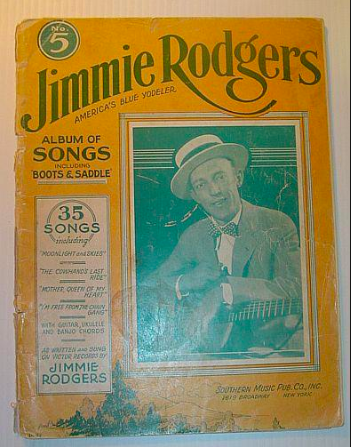 No.
5
Jimmie Rodgers
AMERICA'S BLUE YODELER
ALBUM OF
SONGS
INCLUDING
"BOOTS & SADDLE"
35
SONGS
including
"MOONLIGHT and SKIES"
"THE COWHAND'S LAST
RIDE"
"MOTHER, QUEEN OF MY
HEART"
"I'M FREE FROM THE CHAIN
GANG"
WITH GUITAR, UKULELE
AND BANJO CHORDS
AS WRITTEN AND SUNG
ON VICTOR RECORDS BY
JIMMIE
RODGERS
SOUTHERN MUSIC PUB. CO., INC.
1619 BROADWAY NEW YORK